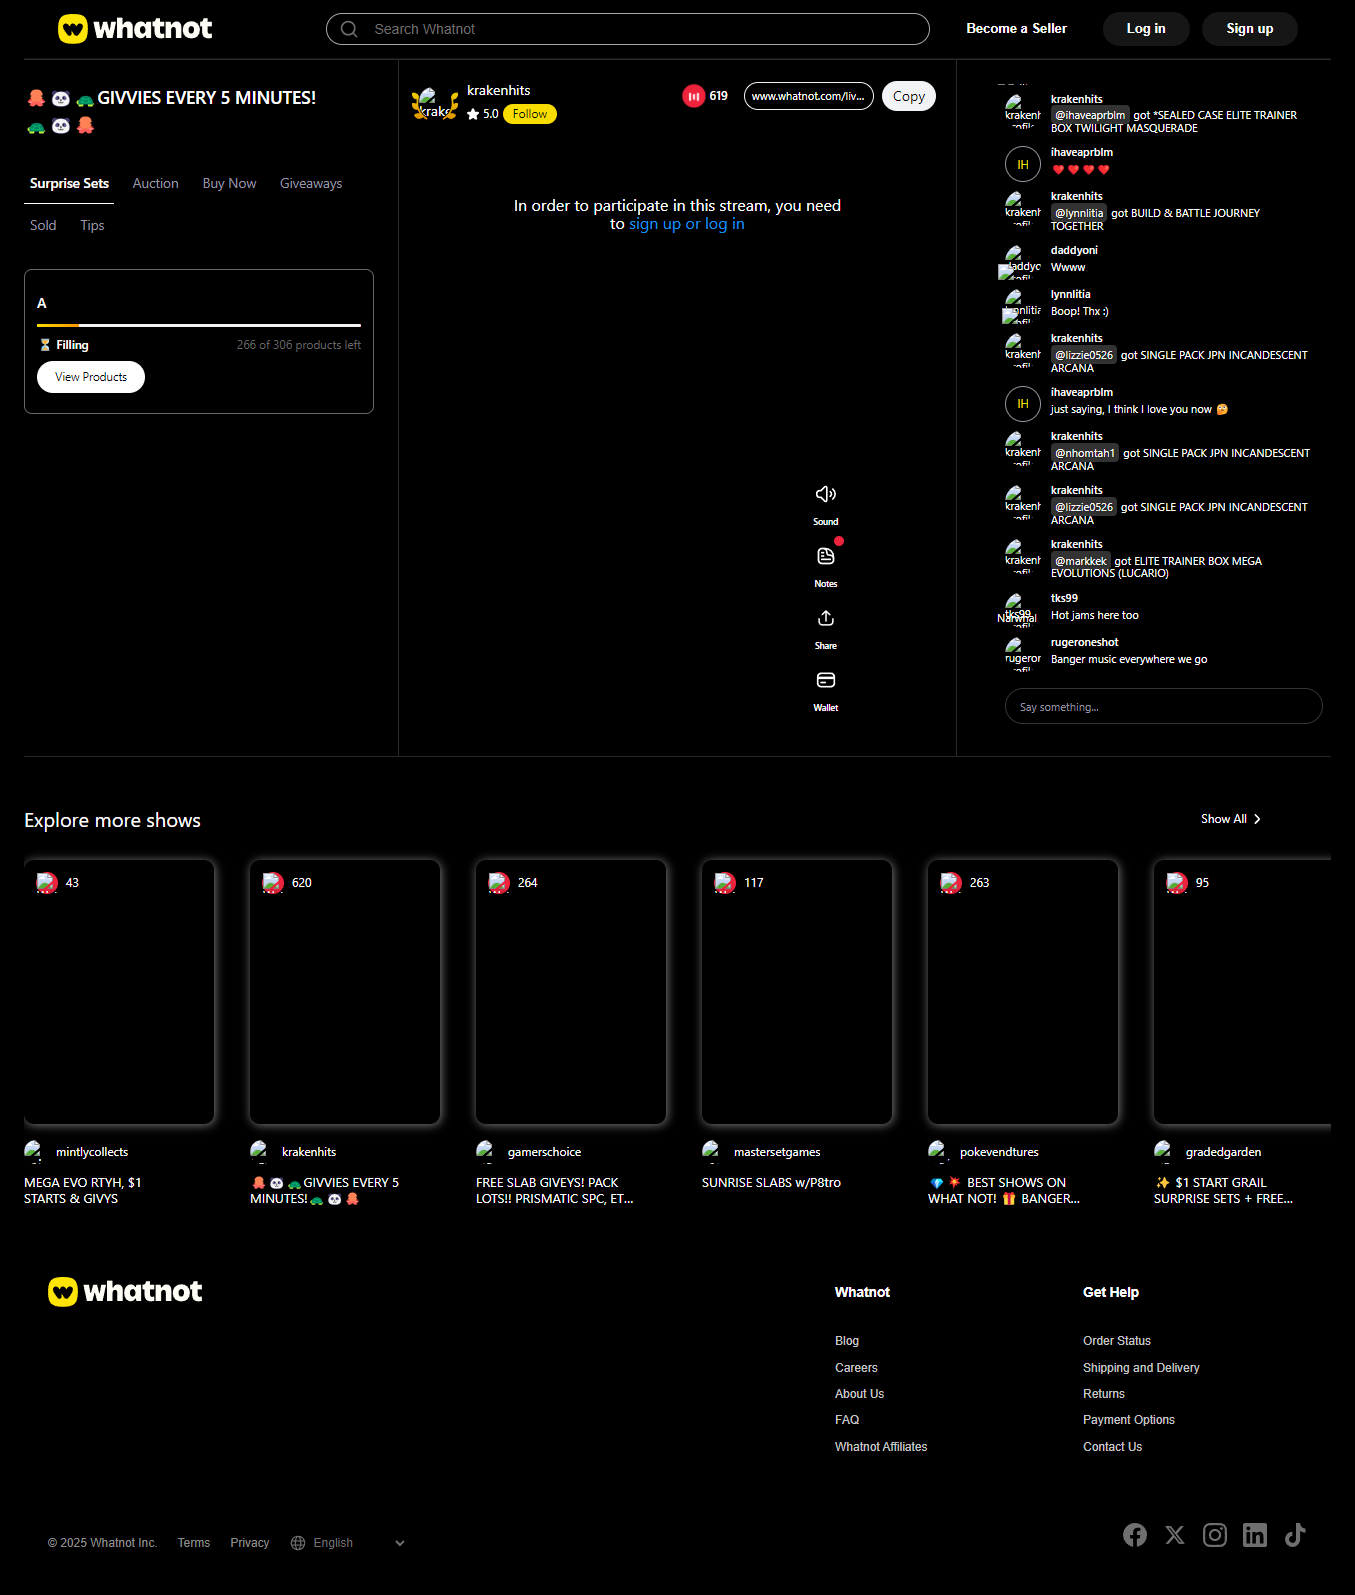 whatnot
Search Whatnot
Become a Seller
Log in
Sign up
GIVVIES EVERY 5 MINUTES!
Surprise Sets
Auction
Buy Now
Giveaways
Sold
Tips
A
Filling
266 of 306 products left
View Products
krakenhits
5.0
Follow
619
www.whatnot.com/liv...
Copy
In order to participate in this stream, you need
to sign up or log in
Sound
Notes
Share
Wallet
krakenhits
@ihaveaprblm got *SEALED CASE ELITE TRAINER
BOX TWILIGHT MASQUERADE
IH
ihaveaprblm
krakenhits
@lynnlitia got BUILD & BATTLE JOURNEY
TOGETHER
daddyoni
Wwww
lynnlitia
Boop! Thx :)
krakenhits
@lizzie0526 got SINGLE PACK JPN INCANDESCENT
ARCANA
IH
ihaveaprblm
just saying, I think I love you now
krakenhits
@nhomtah1 got SINGLE PACK JPN INCANDESCENT
ARCANA
krakenhits
@lizzie0526 got SINGLE PACK JPN INCANDESCENT
ARCANA
krakenhits
@markkek got ELITE TRAINER BOX MEGA
EVOLUTIONS (LUCARIO)
tks99
Hot jams here too
Narwhal
rugeroneshot
Banger music everywhere we go
Say something...
Explore more shows
Show All
43
620
264
117
263
95
mintlycollects
MEGA EVO RTYH, $1
STARTS & GIVYS
krakenhits
GIVVIES EVERY 5
MINUTES!
gamerschoice
FREE SLAB GIVEYS! PACK
LOTS!! PRISMATIC SPC, ET...
mastersetgames
SUNRISE SLABS w/P8tro
pokevendtures
BEST SHOWS ON
WHAT NOT! BANGER...
gradedgarden
$1 START GRAIL
SURPRISE SETS + FREE...
whatnot
Whatnot
Blog
Careers
About Us
FAQ
Whatnot Affiliates
Get Help
Order Status
Shipping and Delivery
Returns
Payment Options
Contact Us
© 2025 Whatnot Inc.
Terms
Privacy
English